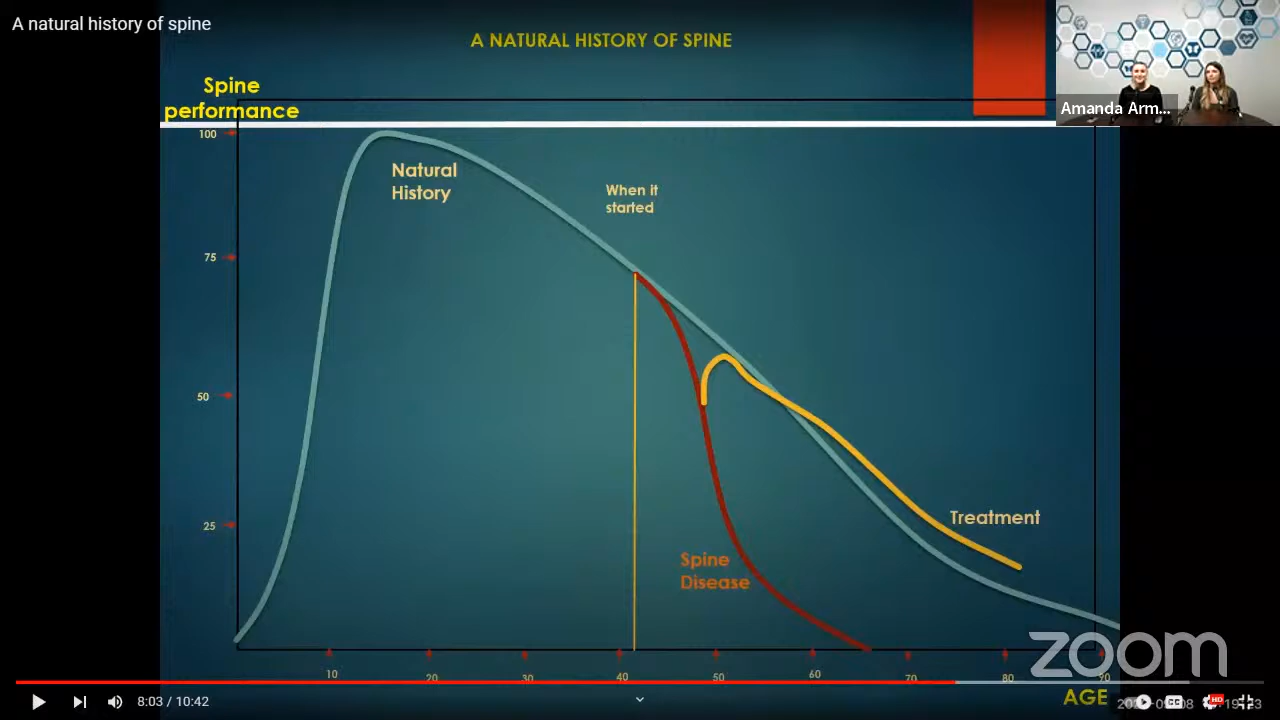 A natural history of spine
A NATURAL HISTORY OF SPINE
Spine
performance
Amanda Arm...
100
Natural
History
When it
started
75
50
25
Treatment
Spine
Disease
10
20
30
40
50
60
70
80
90
AGE
zoom
8:03 / 10:42
HD